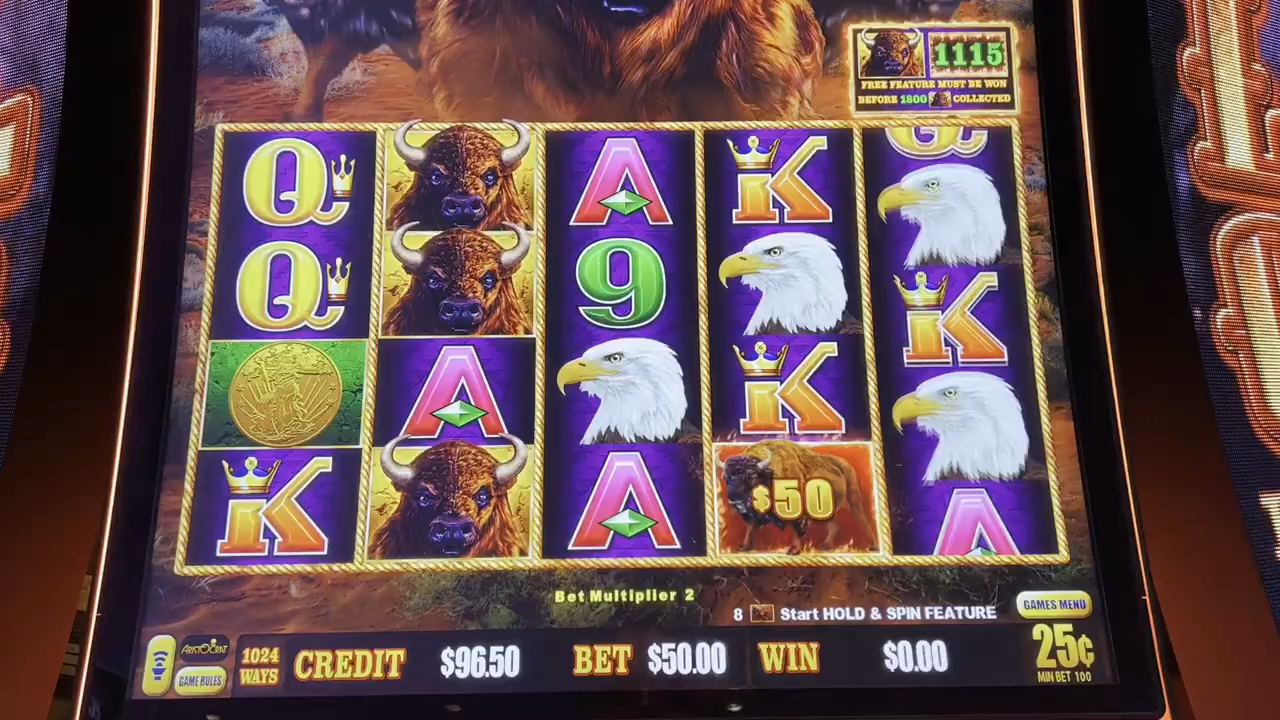 1115
FREE FEATURE MUST BE WON
BEFORE 1800 COLLECTED
Q A K Q
Q 9 K
A K
$50
K A A
Bet Multiplier 2
8 Start HOLD & SPIN FEATURE
GAMES MENU
ARISTOCRAT
GAME RULES
1024
WAYS
CREDIT $96.50 BET $50.00 WIN $0.00
25¢
MIN BET 100